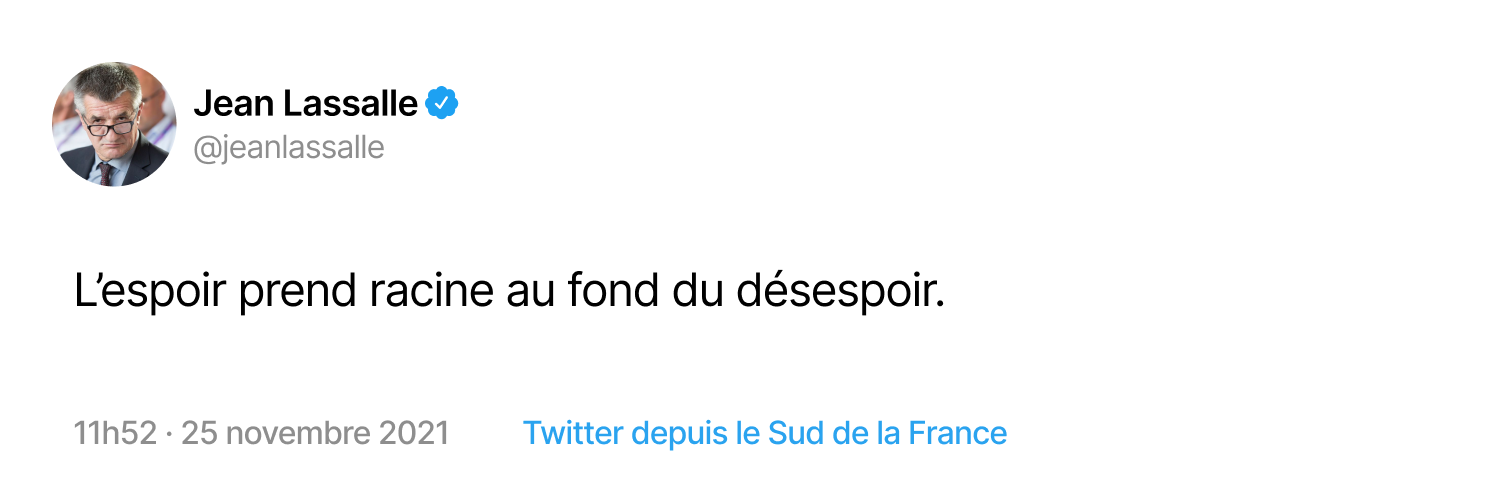 Jean Lassalle
@jeanlassalle
L’espoir prend racine au fond du désespoir.
11h52 · 25 novembre 2021 Twitter depuis le Sud de la France